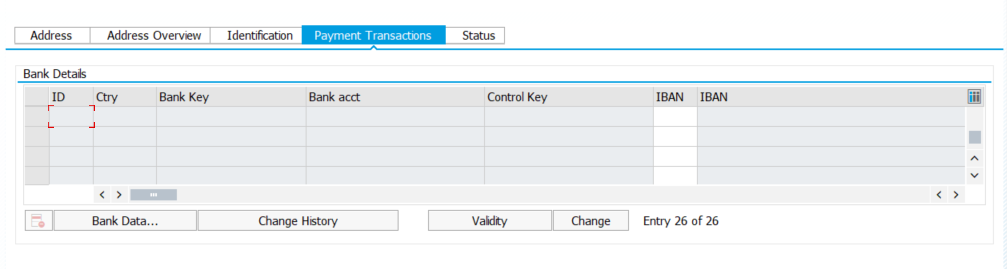 Address Address Overview Identification Payment Transactions Status
Bank Details
ID Ctry Bank Key Bank acct Control Key IBAN IBAN
Bank Data... Change History Validity Change Entry 26 of 26